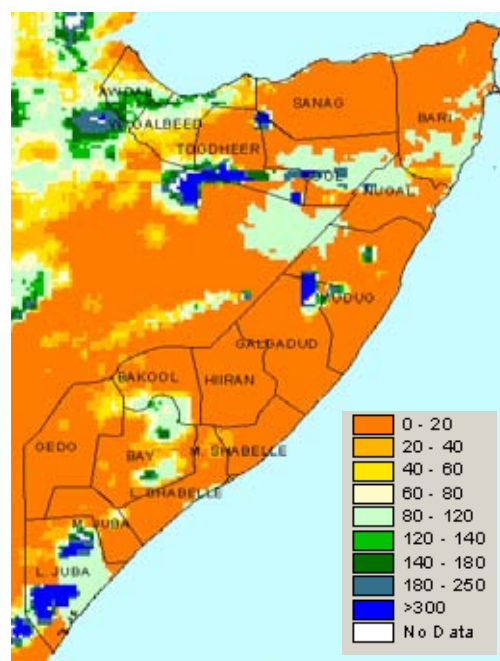 AWDAL
W. GALBEED
SANAG
BARI
TOGDHEER
SOOL
NUGAL
MUDUG
GALGADUD
BAKOOL
HIIRAN
GEDO
BAY
M. SHABELLE
L. SHABELLE
M. JUBA
L. JUBA
0 - 20
20 - 40
40 - 60
60 - 80
80 - 120
120 - 140
140 - 180
180 - 250
>300
No Data